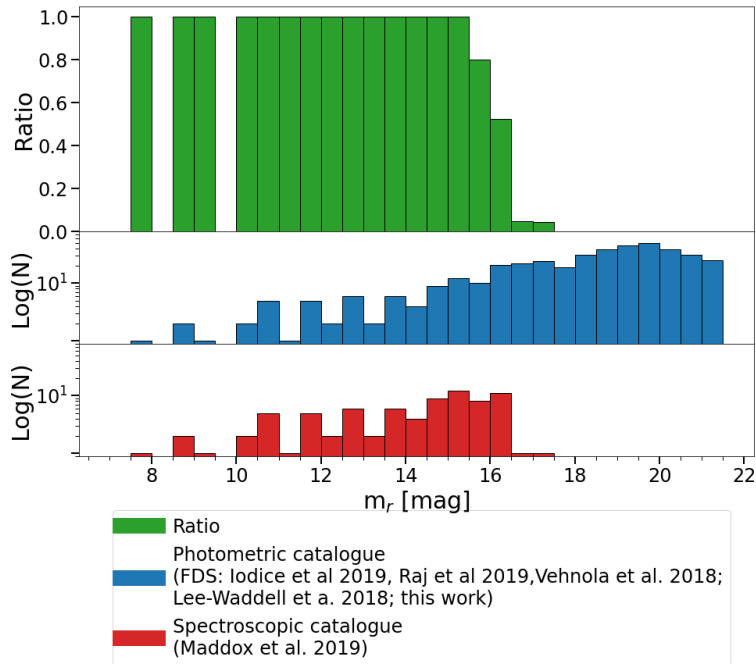 1.0
0.8
0.6
0.4
0.2
0.0
Ratio
10¹
Log(N)
10¹
Log(N)
8 10 12 14 16 18 20 22
mᵣ [mag]
Ratio
Photometric catalogue
(FDS: Iodice et al 2019, Raj et al 2019,Vehnola et al. 2018;
Lee-Waddell et a. 2018; this work)
Spectroscopic catalogue
(Maddox et al. 2019)